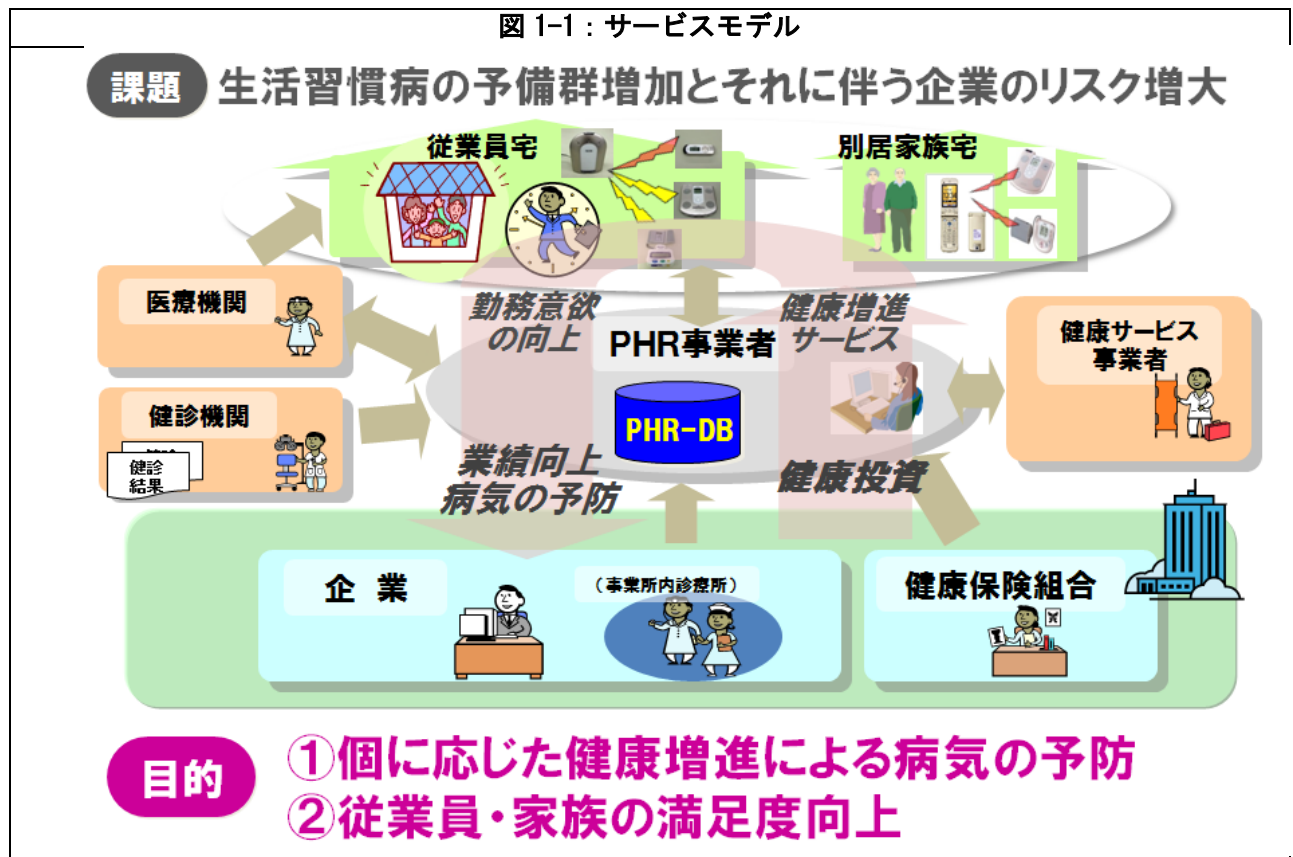 図 1-1：サービスモデル
課題 生活習慣病の予備群増加とそれに伴う企業のリスク増大
従業員宅
別居家族宅
医療機関
勤務意欲
の向上
PHR事業者
健康増進
サービス
健康サービス
事業者
健診機関
健診
結果
PHR-DB
業績向上
病気の予防
健康投資
企 業
（事業所内診療所）
健康保険組合
目的
①個に応じた健康増進による病気の予防
②従業員・家族の満足度向上